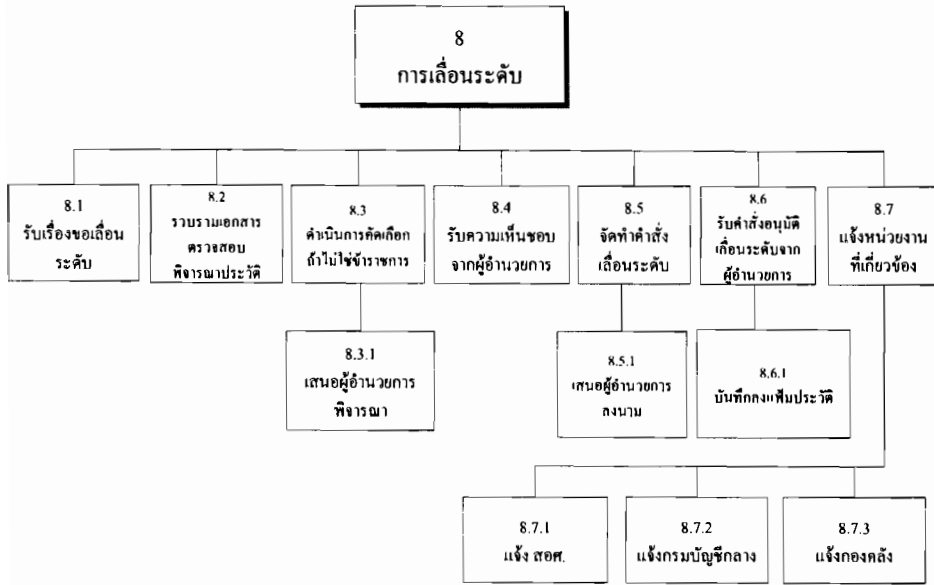 8
การเลื่อนระดับ
8.1
รับเรื่องขอเลื่อน
ระดับ
8.2
รวบรวมเอกสาร
ตรวจสอบ
พิจารณาประวัติ
8.3
ดำเนินการคัดเลือก
ถ้าไม่ใช่ข้าราชการ
8.4
รับความเห็นชอบ
จากผู้อำนวยการ
8.5
จัดทำคำสั่ง
เลื่อนระดับ
8.6
รับคำสั่งอนุมัติ
เลื่อนระดับจาก
ผู้อำนวยการ
8.7
แจ้งหน่วยงาน
ที่เกี่ยวข้อง
8.3.1
เสนอผู้อำนวยการ
พิจารณา
8.5.1
เสนอผู้อำนวยการ
ลงนาม
8.6.1
บันทึกลงแฟ้มประวัติ
8.7.1
แจ้ง สอศ.
8.7.2
แจ้งกรมบัญชีกลาง
8.7.3
แจ้งกองคลัง